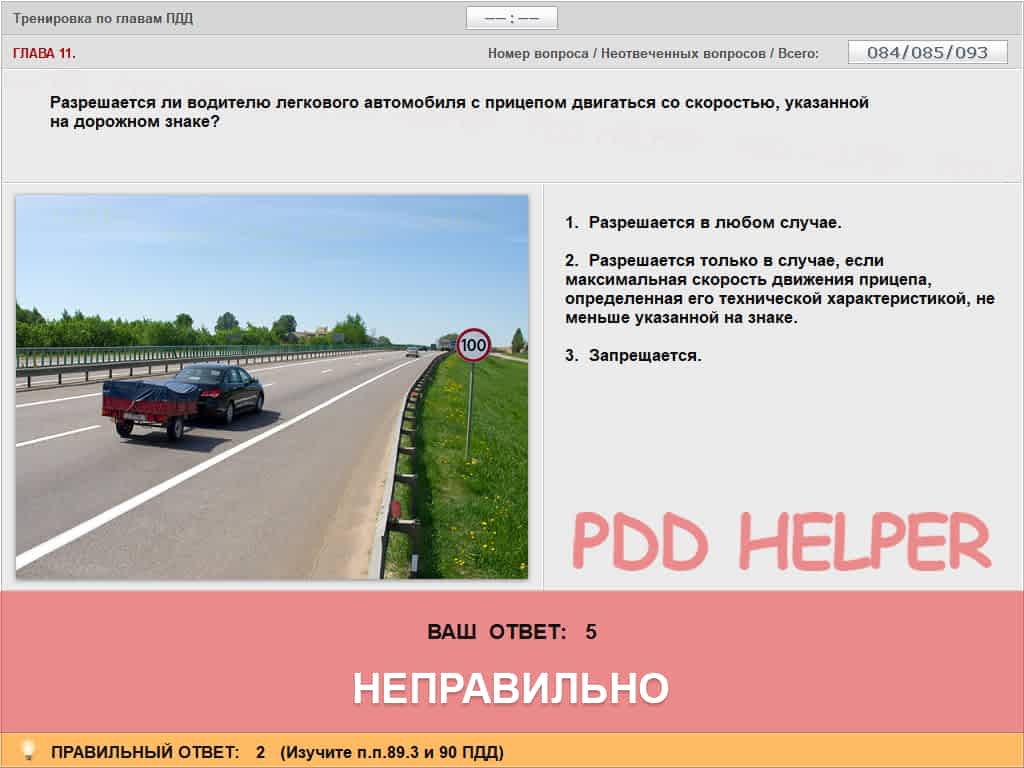 Тренировка по главам ПДД
–– : ––
ГЛАВА 11.
Номер вопроса / Неотвеченных вопросов / Всего:
084/085/093
Разрешается ли водителю легкового автомобиля с прицепом двигаться со скоростью, указанной
на дорожном знаке?
100
1. Разрешается в любом случае.
2. Разрешается только в случае, если
максимальная скорость движения прицепа,
определенная его технической характеристикой, не
меньше указанной на знаке.
3. Запрещается.
PDD HELPER
ВАШ ОТВЕТ: 5
НЕПРАВИЛЬНО
ПРАВИЛЬНЫЙ ОТВЕТ: 2 (Изучите п.п.89.3 и 90 ПДД)